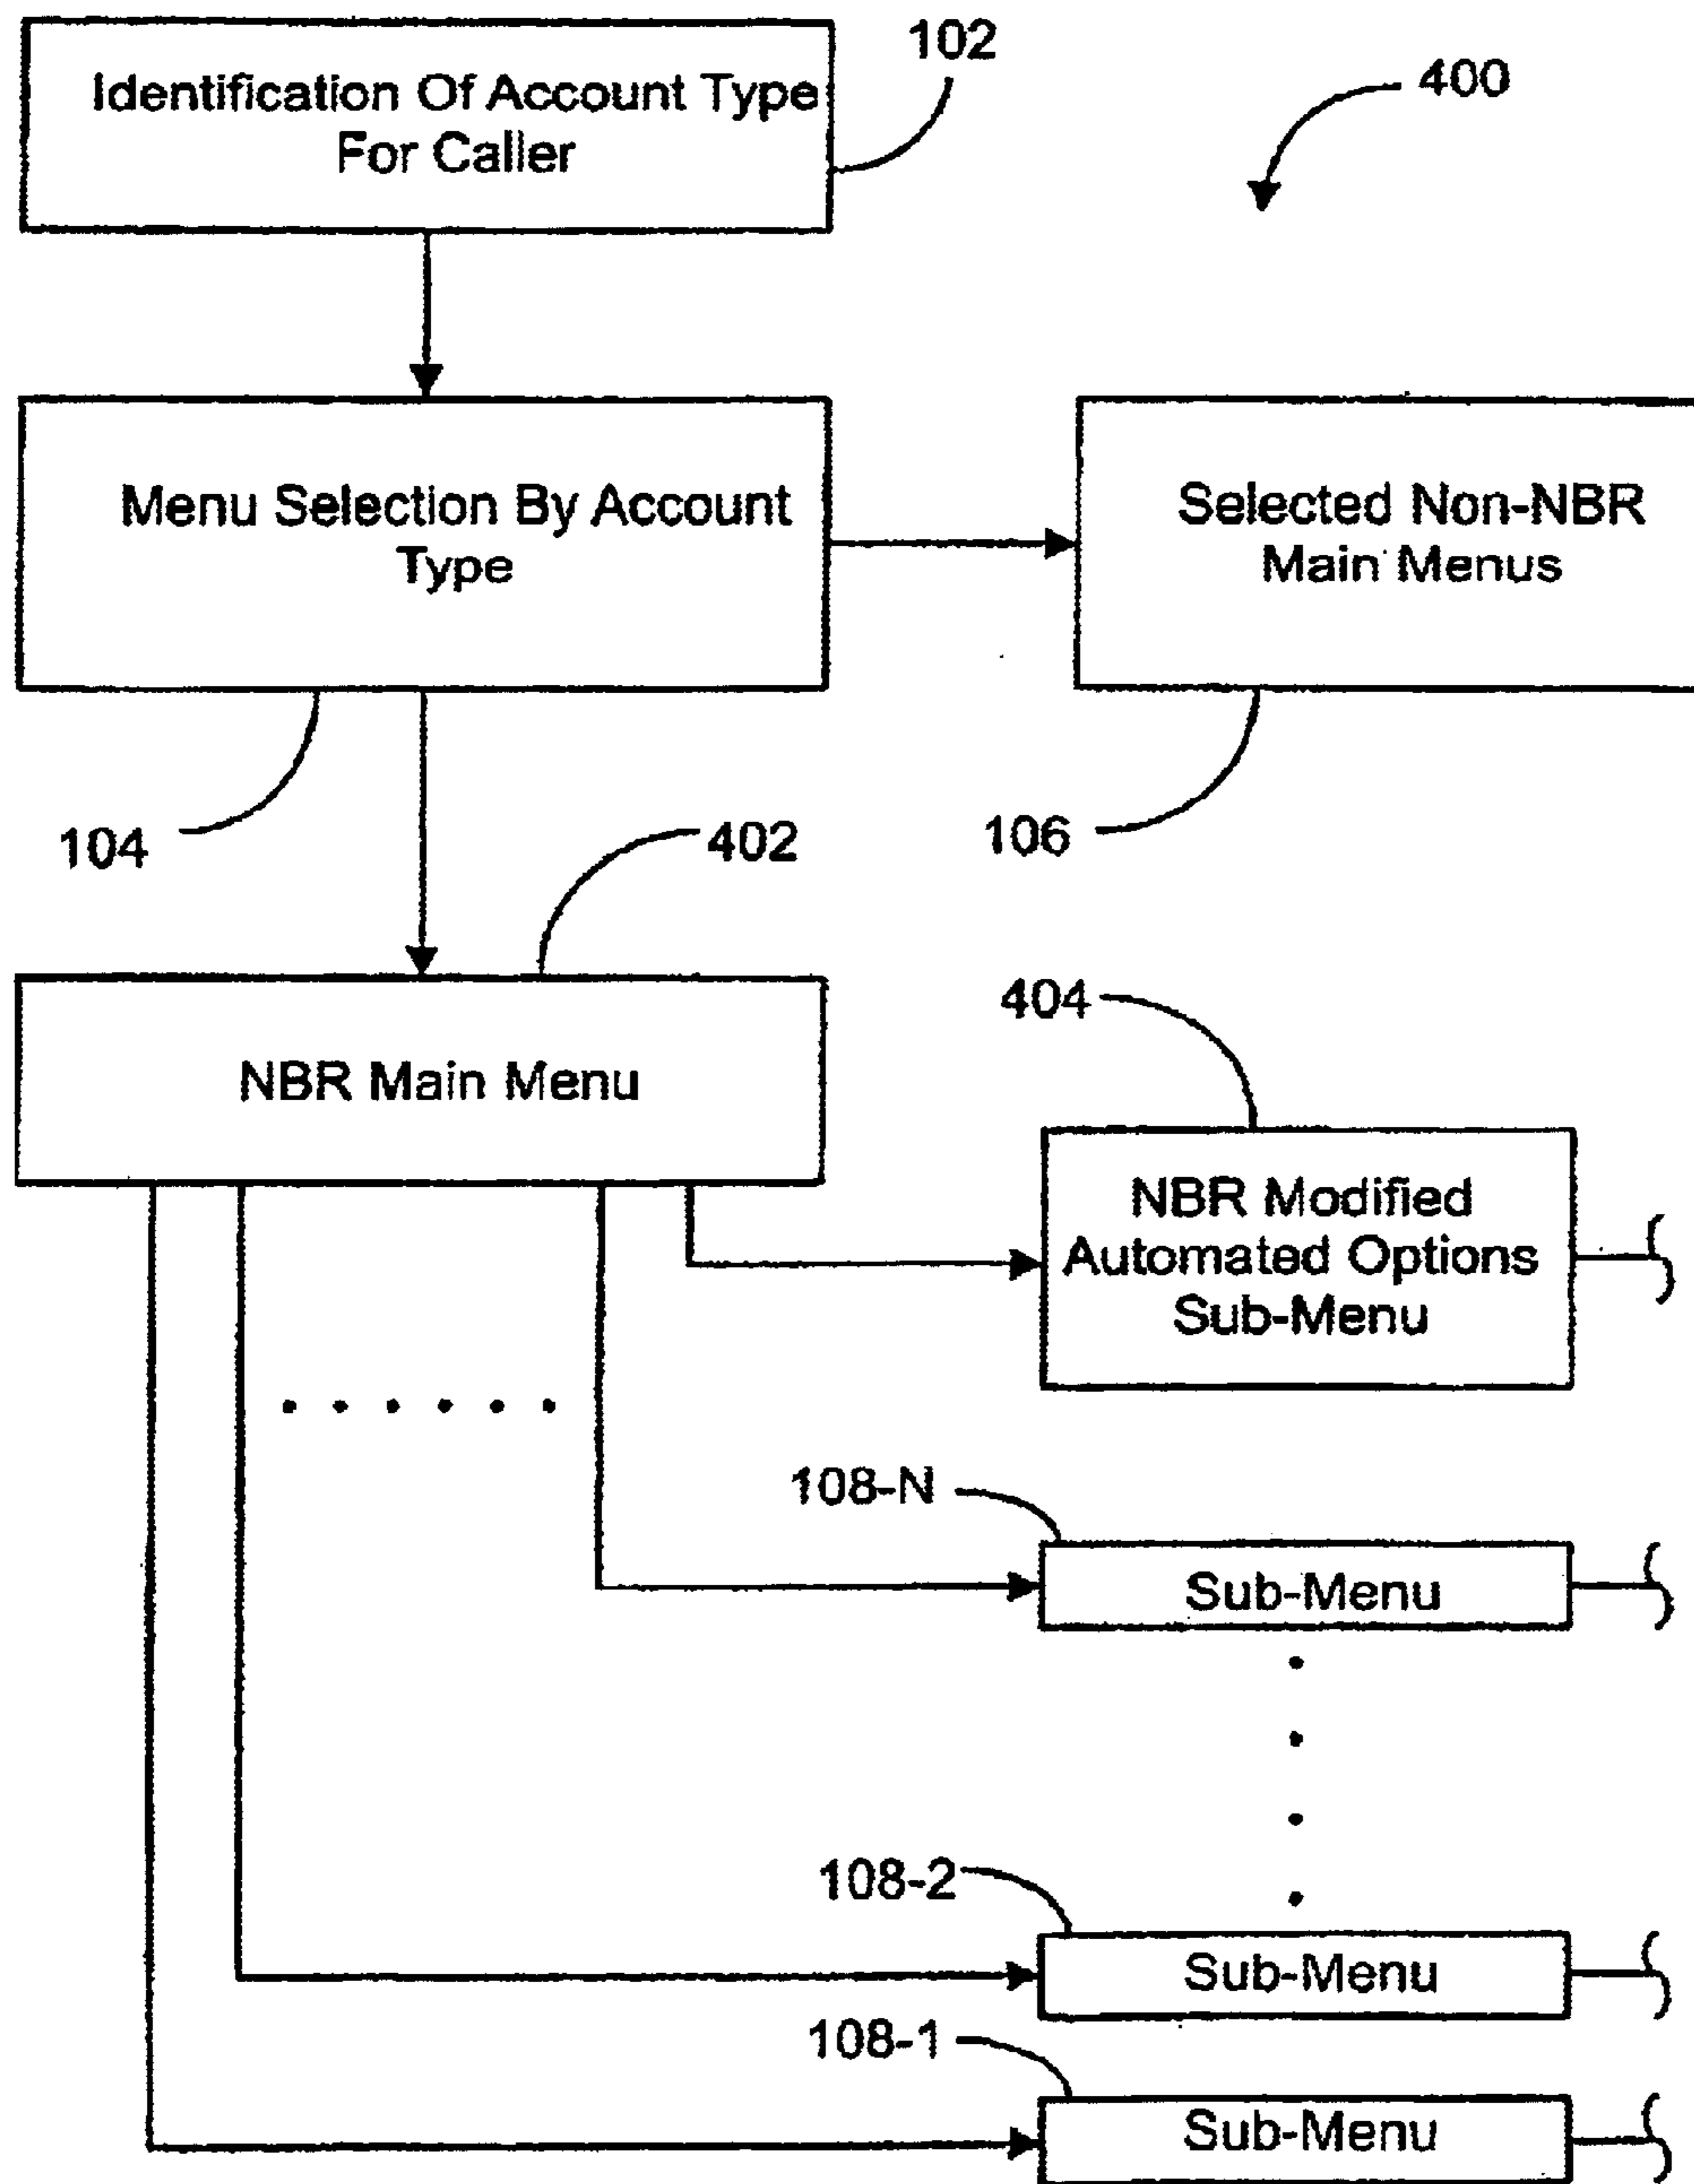 102
400
Identification Of Account Type
For Caller
Menu Selection By Account
Type
Selected Non-NBR
Main Menus
104
402
106
NBR Main Menu
404
NBR Modified
Automated Options
Sub-Menu
108-N
Sub-Menu
108-2
Sub-Menu
108-1
Sub-Menu